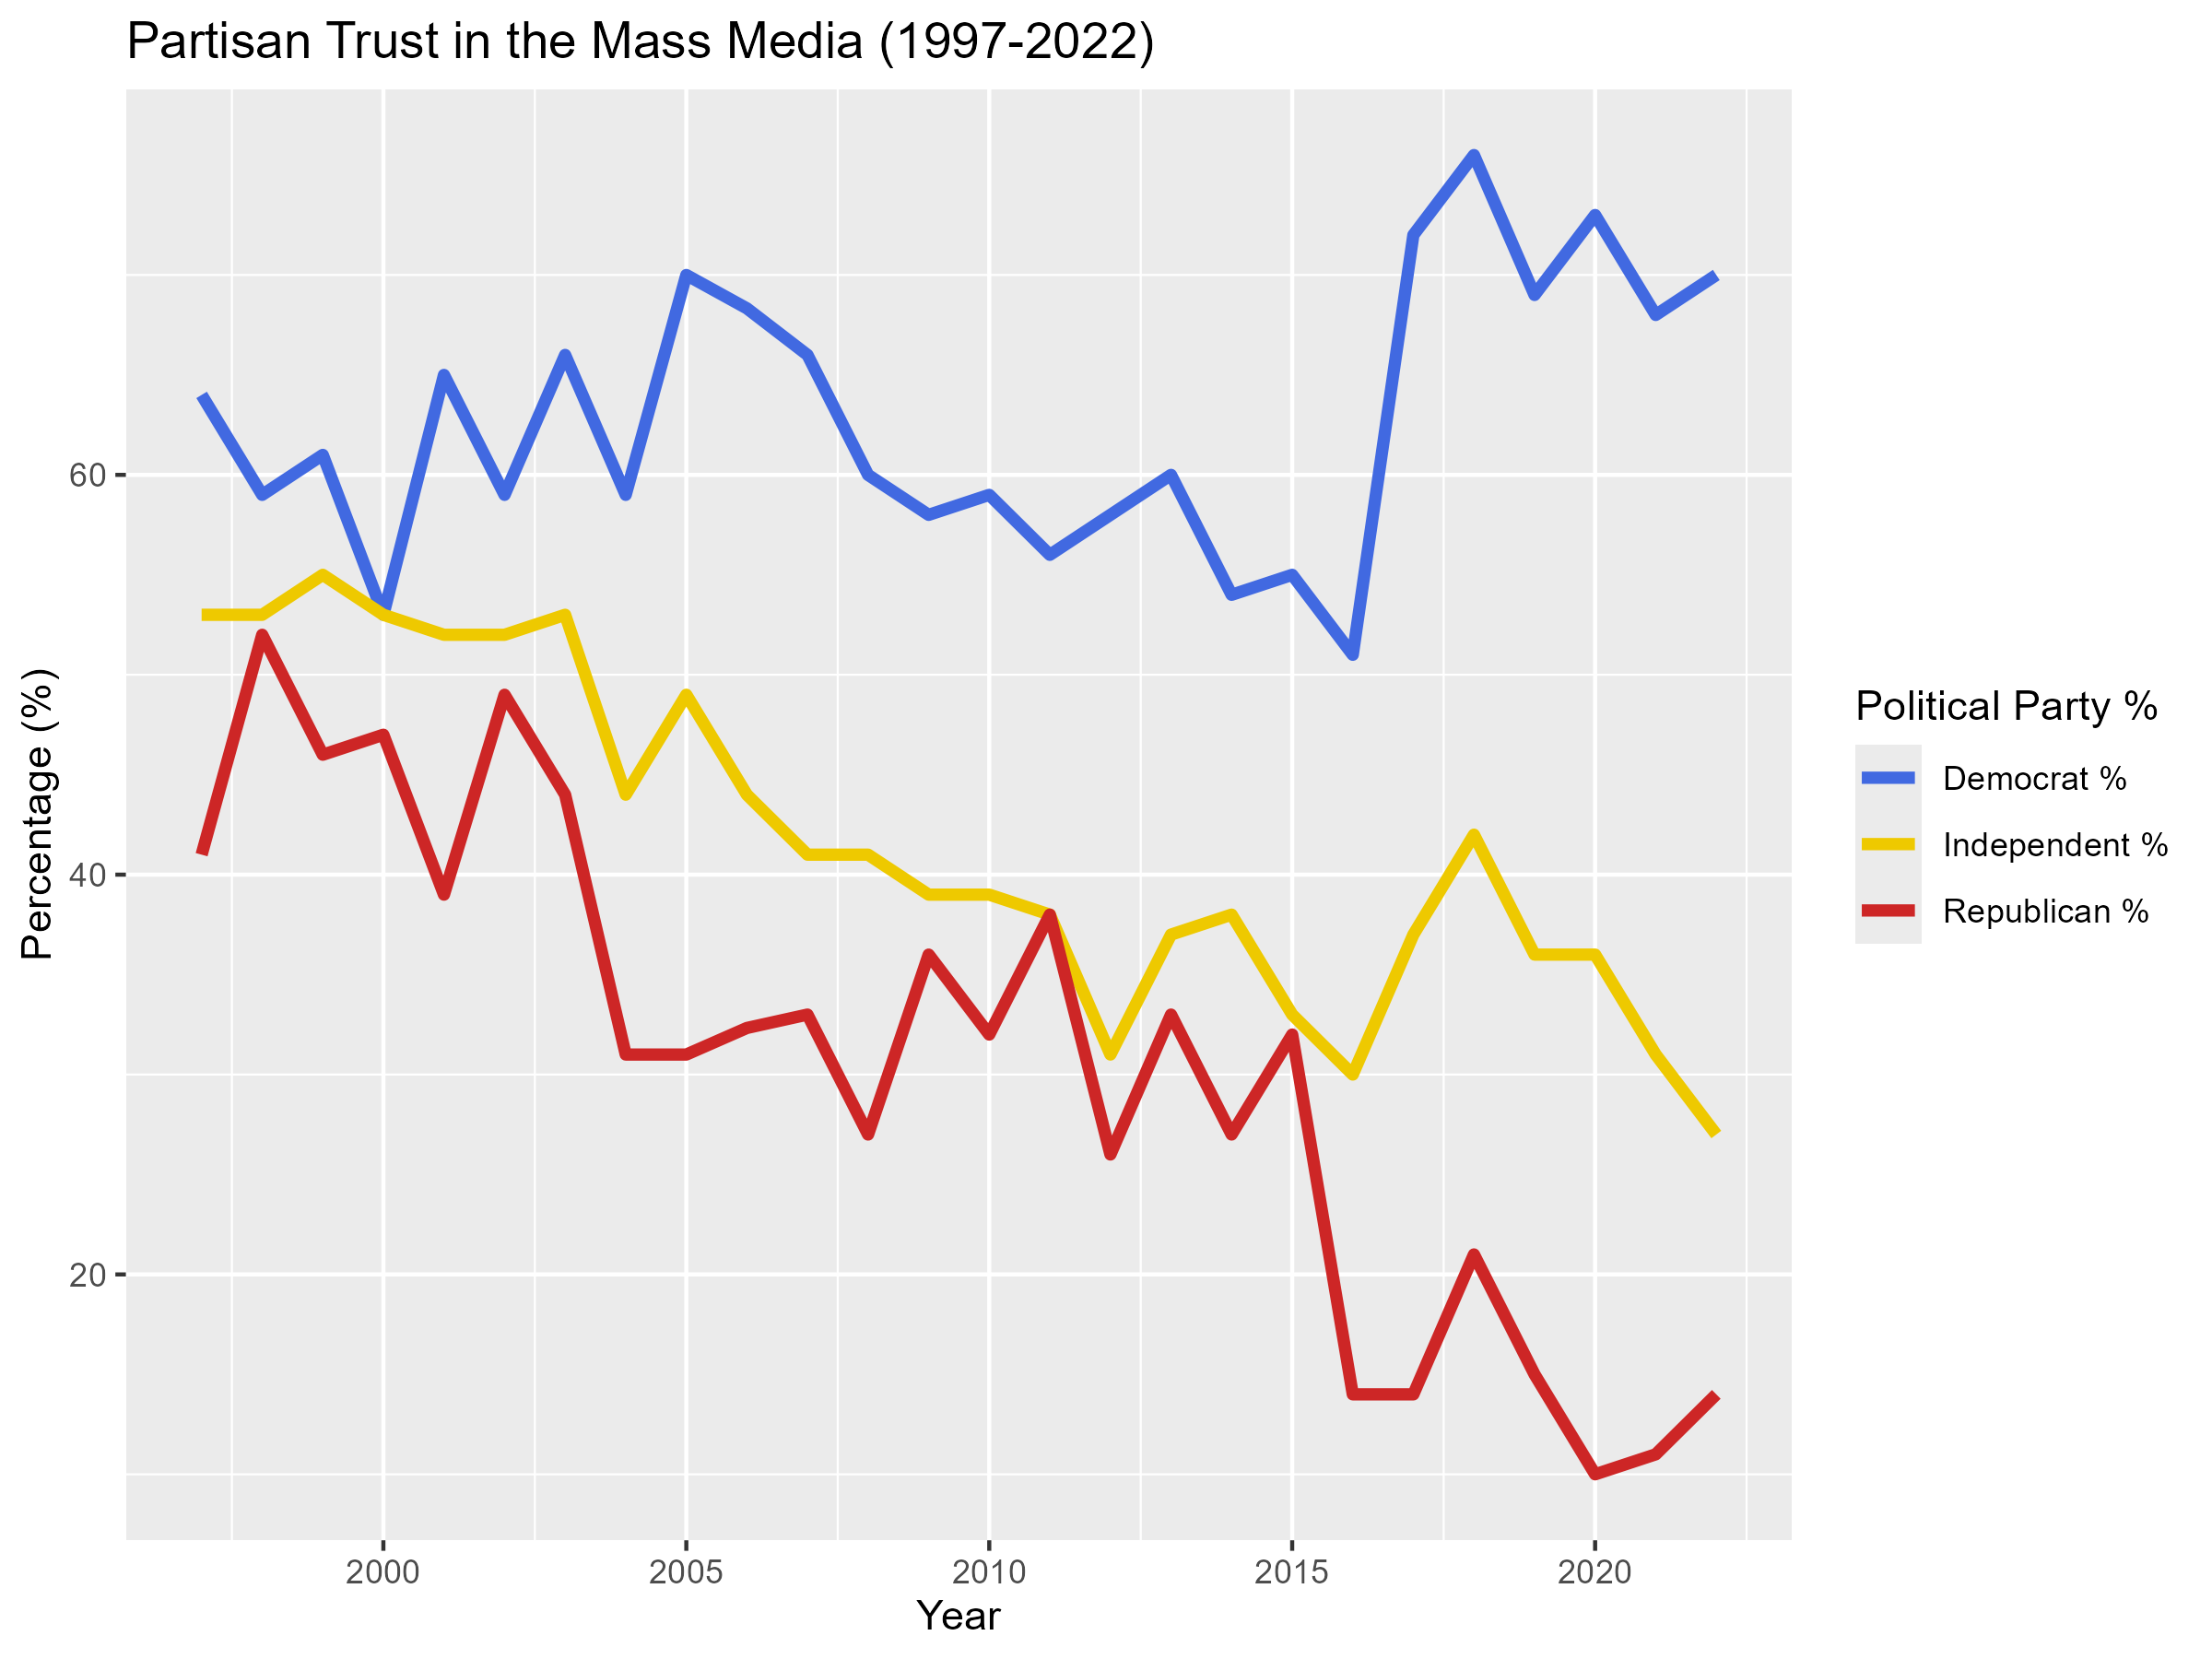 Partisan Trust in the Mass Media (1997-2022)
Percentage (%)
60
40
20
2000 2005 2010 2015 2020
Year
Political Party %
Democrat %
Independent %
Republican %